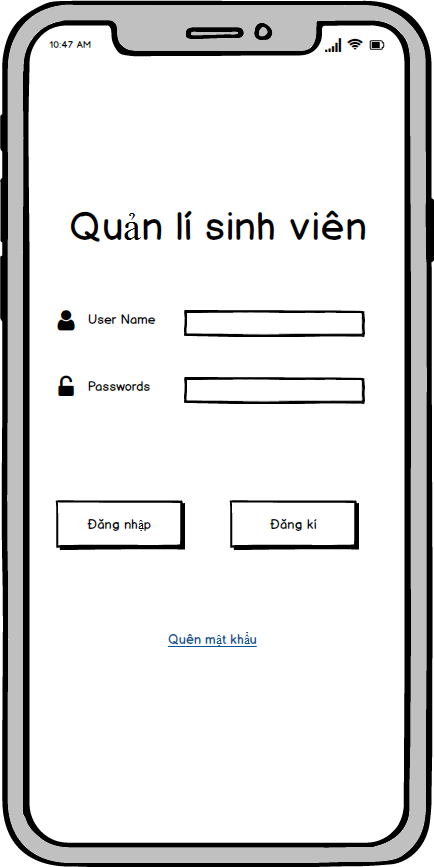 10:47 AM
Quản lí sinh viên
User Name
Passwords
Đăng nhập
Đăng kí
Quên mật khẩu